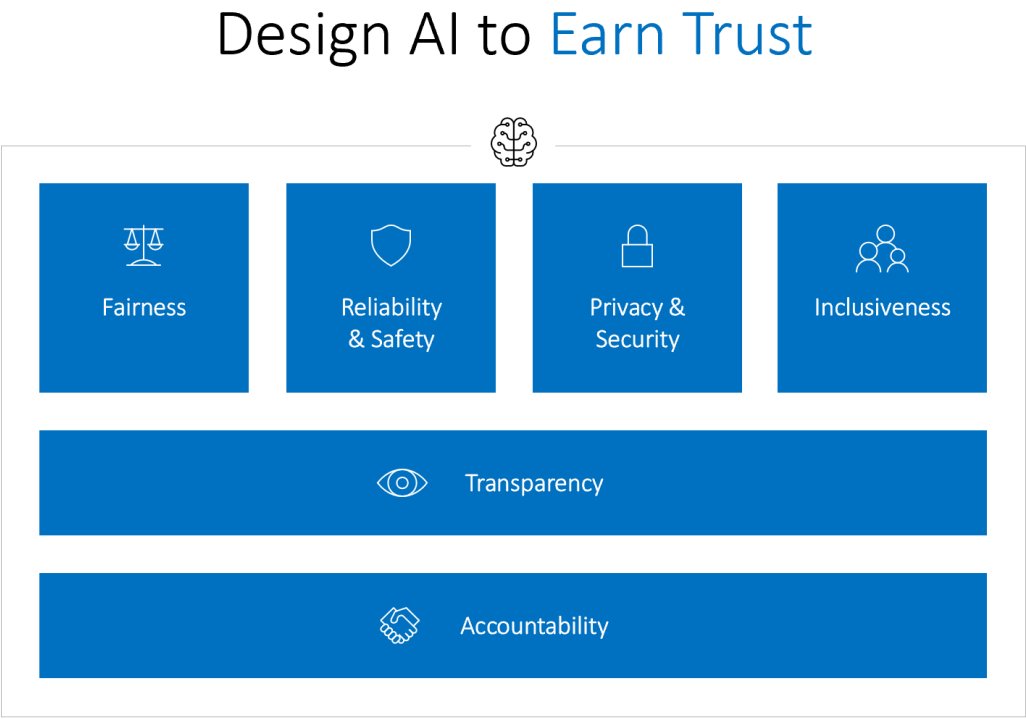 Design AI to Earn Trust
Fairness
Reliability
& Safety
Privacy &
Security
Inclusiveness
Transparency
Accountability